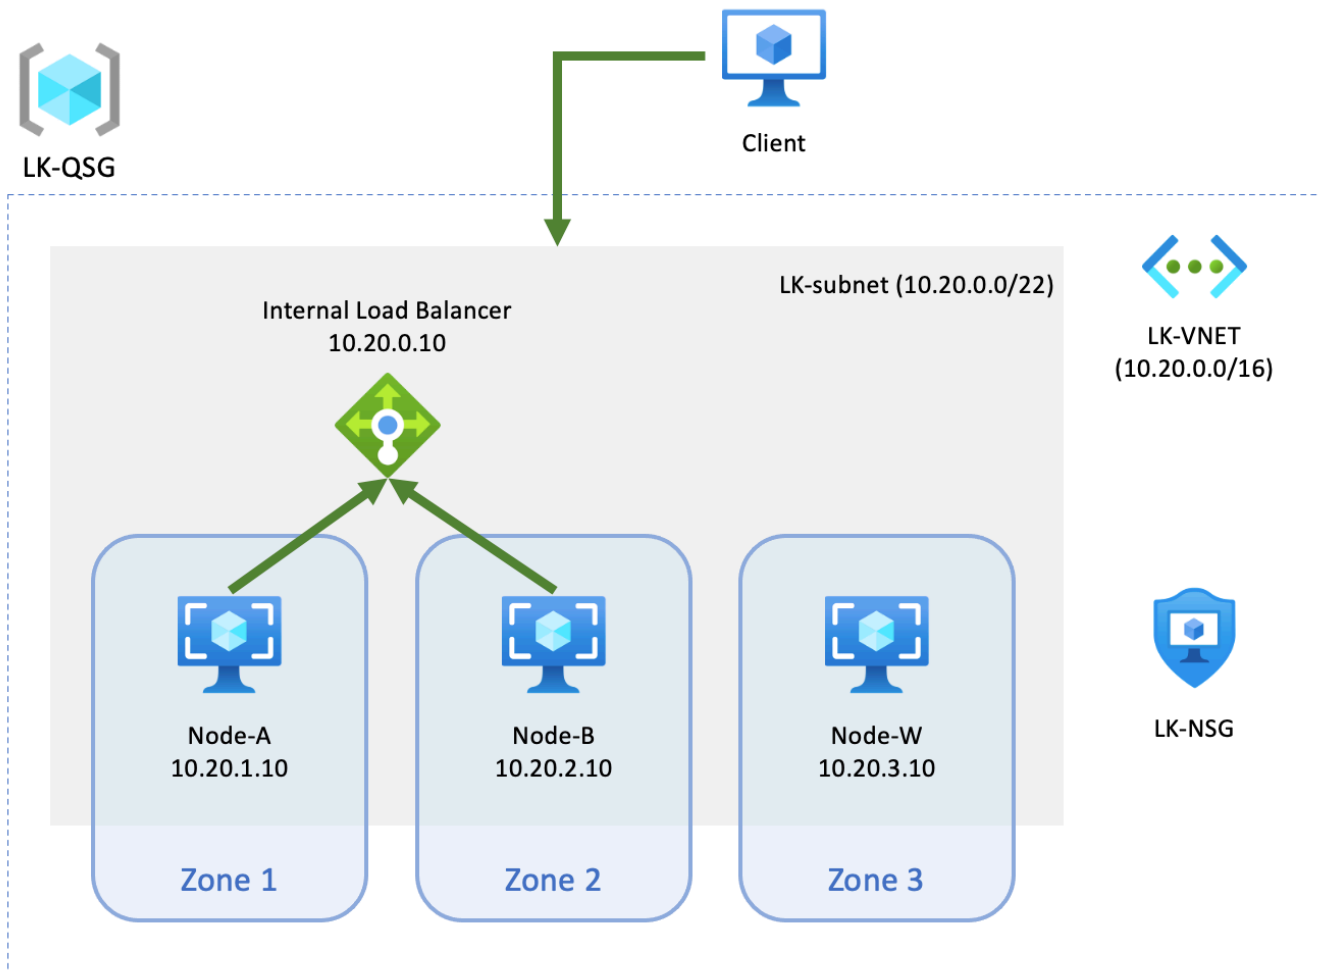 Client
LK-QSG
LK-subnet (10.20.0.0/22)
Internal Load Balancer
10.20.0.10
LK-VNET
(10.20.0.0/16)
Node-A
10.20.1.10
Node-B
10.20.2.10
Node-W
10.20.3.10
LK-NSG
Zone 1
Zone 2
Zone 3